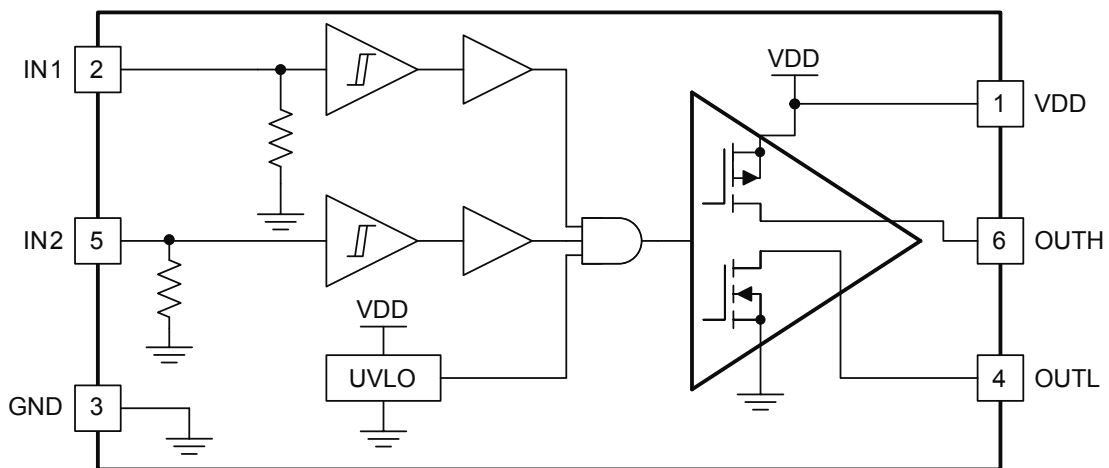 IN1 2
VDD
1 VDD
IN2 5
6 OUTH
VDD
UVLO
GND 3
4 OUTL